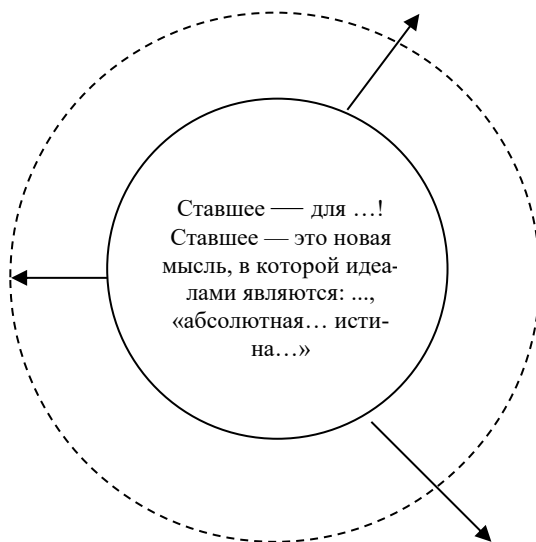 Ставшее — для …!
Ставшее — это новая
мысль, в которой идеа-
лами являются: ...,
«абсолютная… исти-
на…»